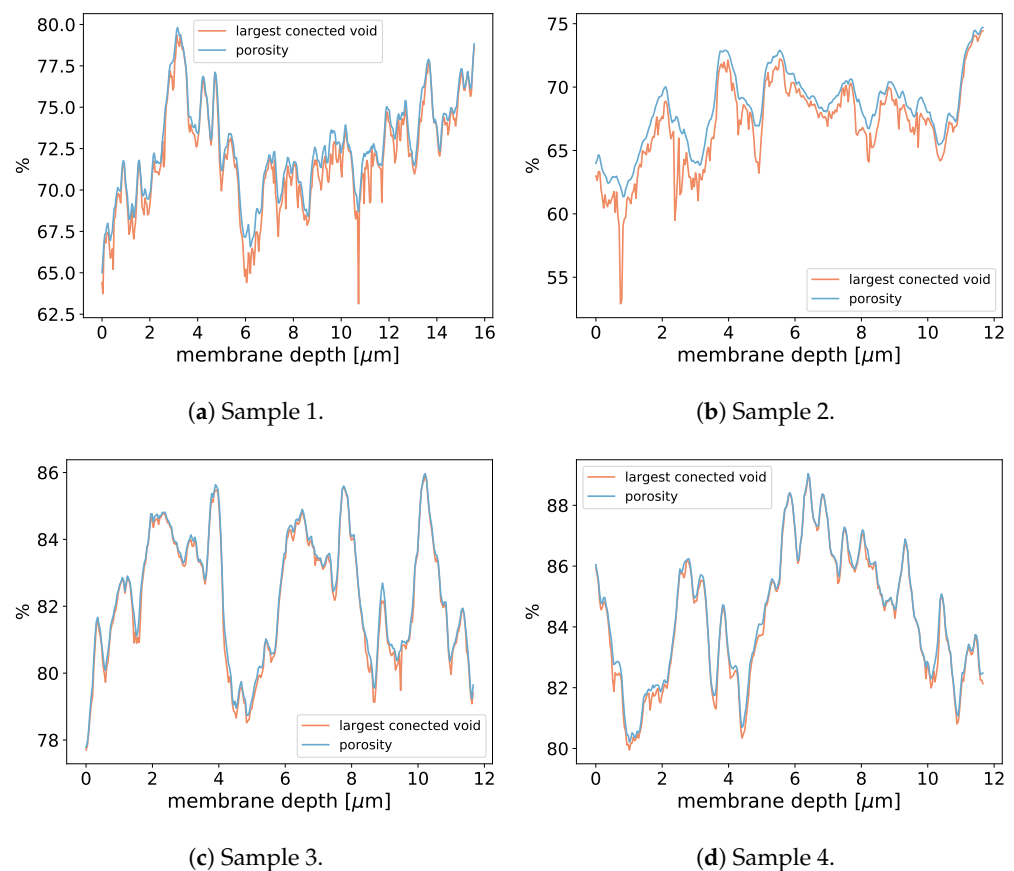 80.0
77.5
75.0
72.5
70.0
67.5
65.0
62.5
%
largest conected void
porosity
0 2 4 6 8 10 12 14 16
membrane depth [μm]
(a) Sample 1.
75
70
65
60
55
%
largest conected void
porosity
0 2 4 6 8 10 12
membrane depth [μm]
(b) Sample 2.
86
84
82
80
78
%
largest conected void
porosity
0 2 4 6 8 10 12
membrane depth [μm]
(c) Sample 3.
88
86
84
82
80
%
largest conected void
porosity
0 2 4 6 8 10 12
membrane depth [μm]
(d) Sample 4.